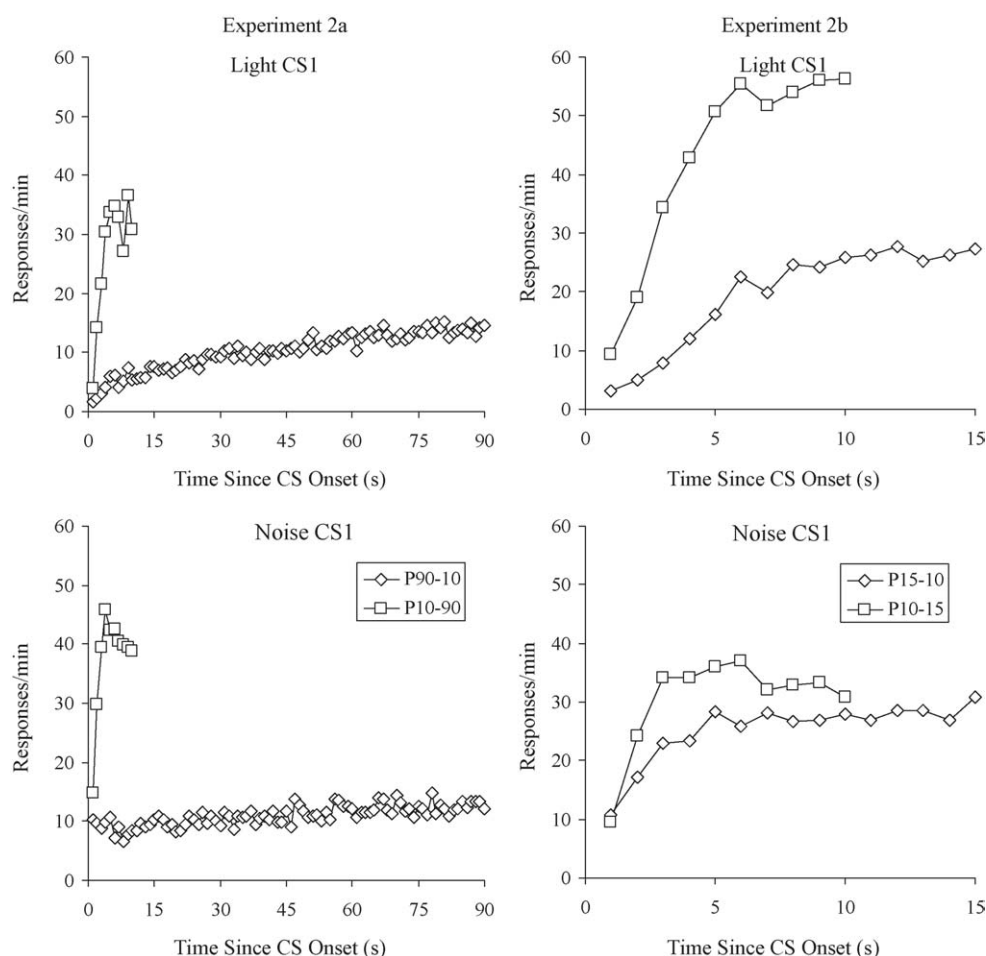 Experiment 2a
Light CS1
60
50
40
30
20
10
0
Responses/min
0 15 30 45 60 75 90
Time Since CS Onset (s)
Experiment 2b
Light CS1
60
50
40
30
20
10
0
Responses/min
0 5 10 15
Time Since CS Onset (s)
Noise CS1
P90-10
P10-90
60
50
40
30
20
10
0
Responses/min
0 15 30 45 60 75 90
Time Since CS Onset (s)
Noise CS1
P15-10
P10-15
60
50
40
30
20
10
0
Responses/min
0 5 10 15
Time Since CS Onset (s)